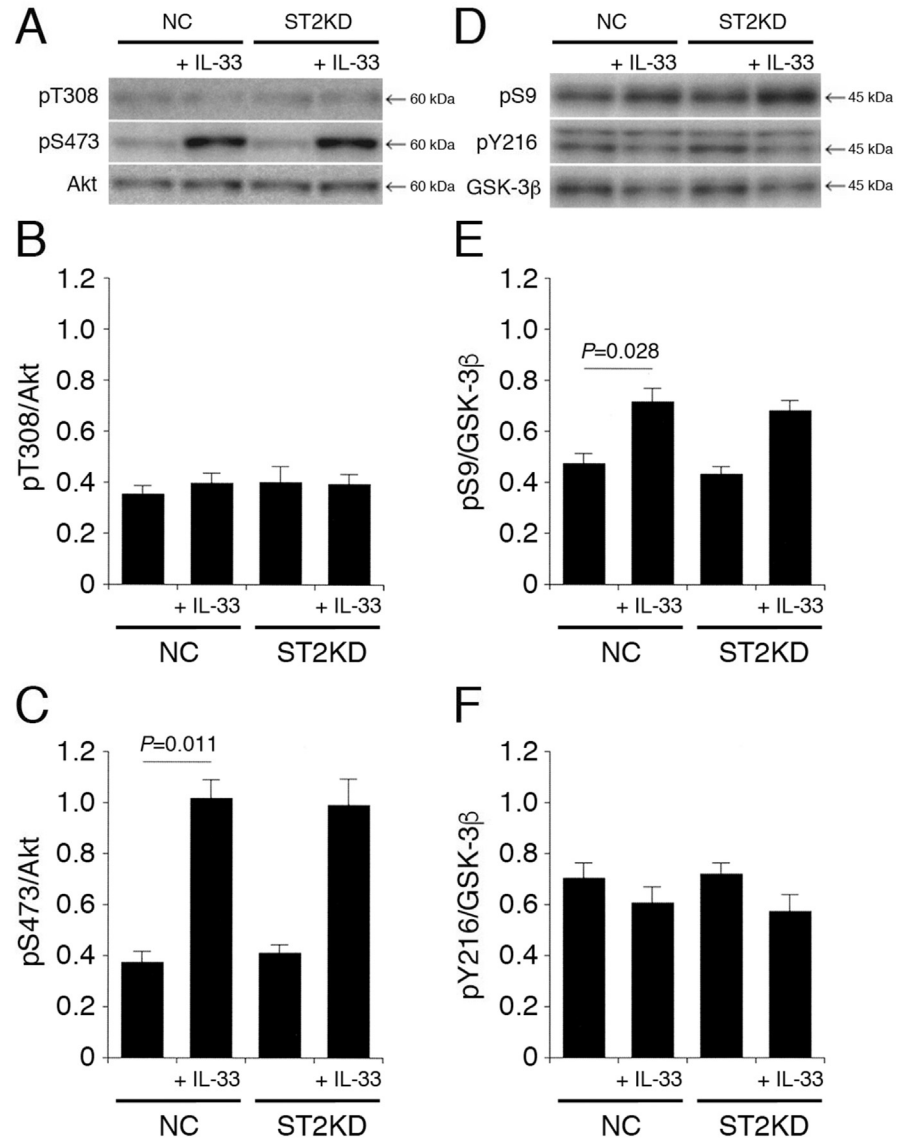 A
NC ST2KD
+ IL-33 + IL-33
pT308 ←60 kDa
pS473 ←60 kDa
Akt ←60 kDa
D
NC ST2KD
+ IL-33 + IL-33
pS9 ←45 kDa
pY216 ←45 kDa
GSK-3β ←45 kDa
B
pT308/Akt
1.2
1.0
0.8
0.6
0.4
0.2
0
+ IL-33 + IL-33
NC ST2KD
E
pS9/GSK-3β
1.2
1.0
P=0.028
0.8
0.6
0.4
0.2
0
+ IL-33 + IL-33
NC ST2KD
C
pS473/Akt
1.2
P=0.011
1.0
0.8
0.6
0.4
0.2
0
+ IL-33 + IL-33
NC ST2KD
F
pY216/GSK-3β
1.2
1.0
0.8
0.6
0.4
0.2
0
+ IL-33 + IL-33
NC ST2KD